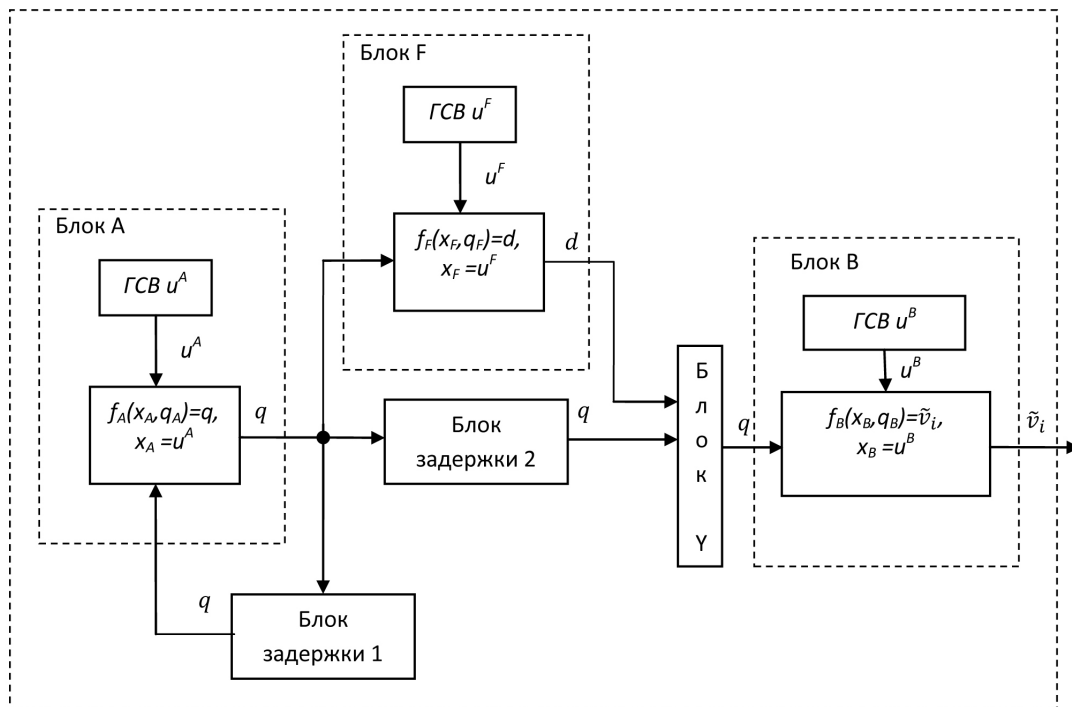 Блок F
ГСВ u^F
u^F
f_F(x_F,q_F)=d,
x_F =u^F
d
Блок A
ГСВ u^A
u^A
f_A(x_A,q_A)=q,
x_A =u^A
q
Блок
задержки 2
q
Блок
задержки 1
q
Блок Y
q
Блок B
ГСВ u^B
u^B
f_B(x_B,q_B)=ṽ_i,
x_B =u^B
ṽ_i